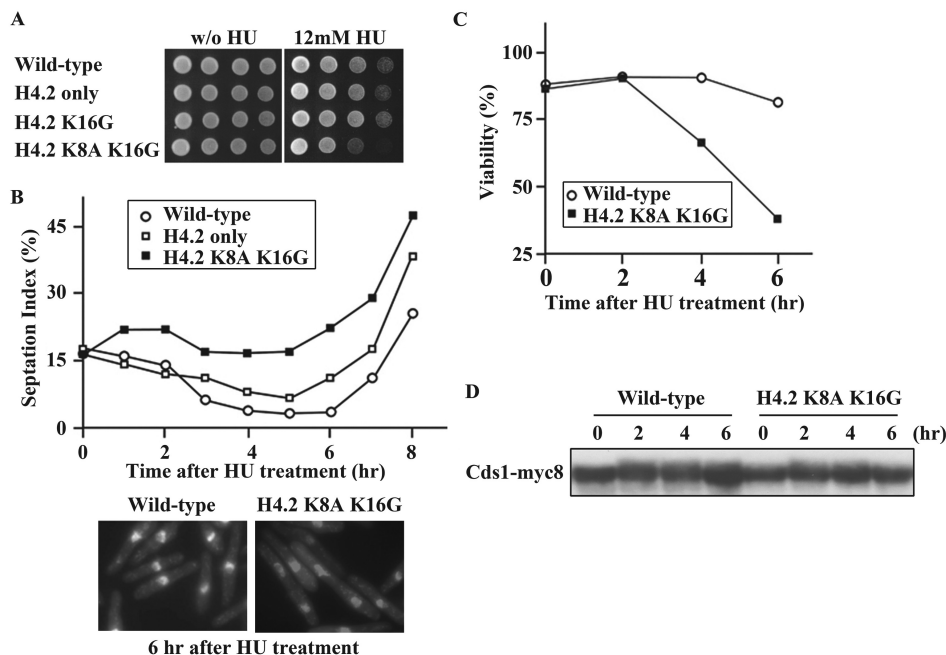 A
w/o HU 12mM HU
Wild-type
H4.2 only
H4.2 K16G
H4.2 K8A K16G
B
Septation Index (%)
45
30
15
0
Wild-type
H4.2 only
H4.2 K8A K16G
0 2 4 6 8
Time after HU treatment (hr)
Wild-type H4.2 K8A K16G
6 hr after HU treatment
C
Viability (%)
100
75
50
25
Wild-type
H4.2 K8A K16G
0 2 4 6
Time after HU treatment (hr)
D
Wild-type H4.2 K8A K16G
0 2 4 6 0 2 4 6 (hr)
Cds1-myc8